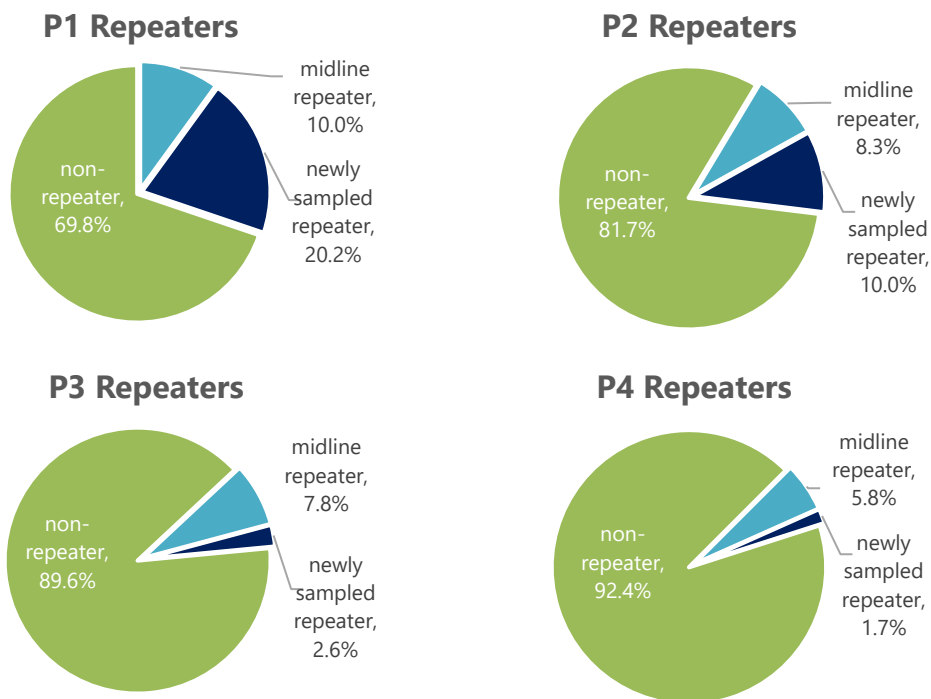 P1 Repeaters
midline
repeater,
10.0%
newly
sampled
repeater,
20.2%
non-
repeater,
69.8%
P2 Repeaters
midline
repeater,
8.3%
newly
sampled
repeater,
10.0%
non-
repeater,
81.7%
P3 Repeaters
midline
repeater,
7.8%
newly
sampled
repeater,
2.6%
non-
repeater,
89.6%
P4 Repeaters
midline
repeater,
5.8%
newly
sampled
repeater,
1.7%
non-
repeater,
92.4%